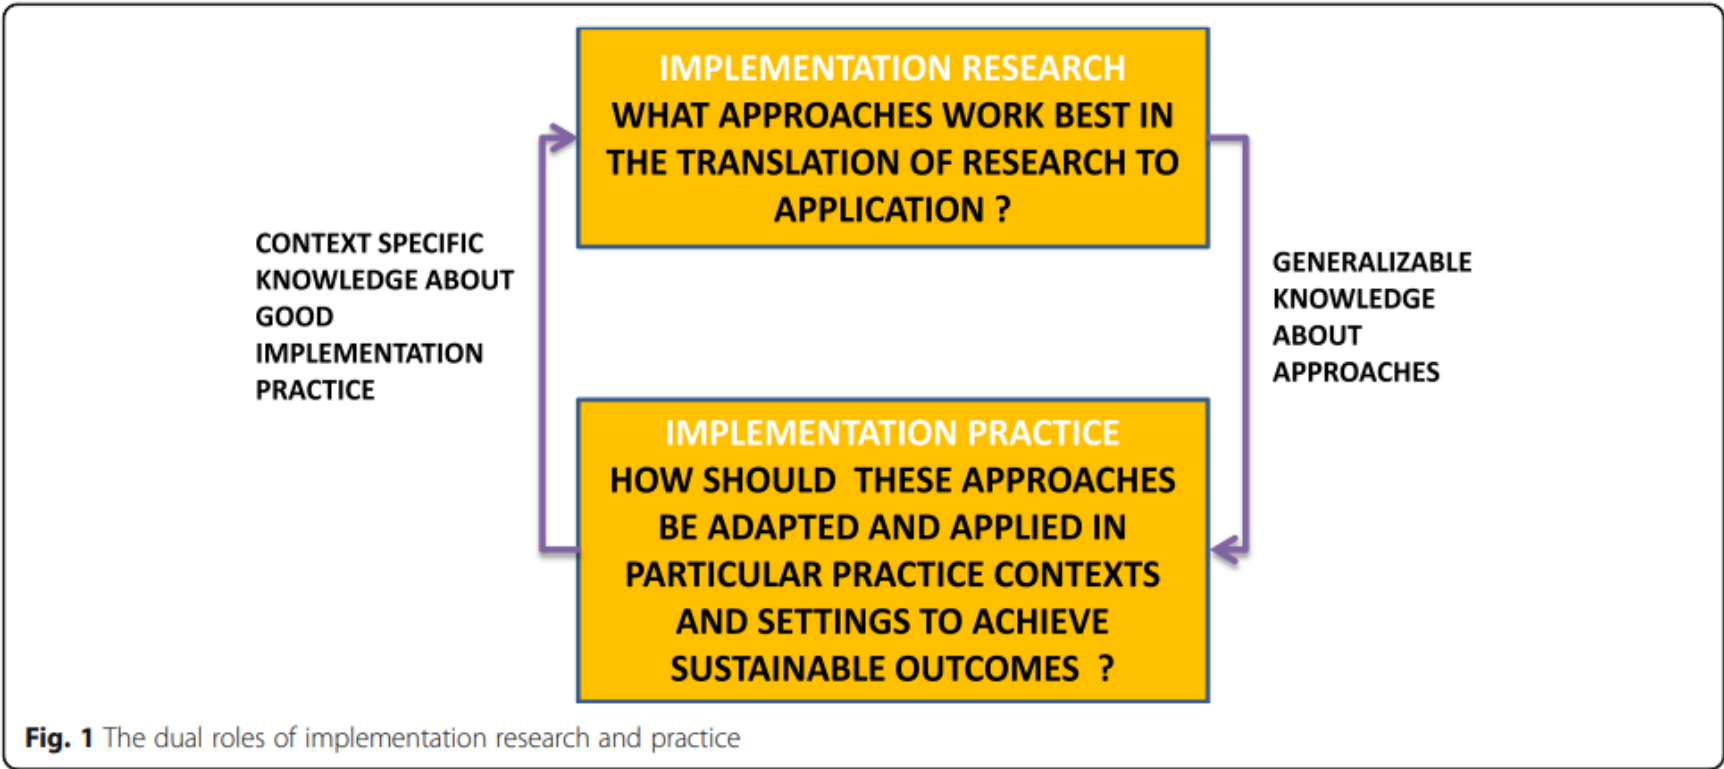 IMPLEMENTATION RESEARCH
WHAT APPROACHES WORK BEST IN
THE TRANSLATION OF RESEARCH TO
APPLICATION ?
CONTEXT SPECIFIC
KNOWLEDGE ABOUT
GOOD
IMPLEMENTATION
PRACTICE
GENERALIZABLE
KNOWLEDGE
ABOUT
APPROACHES
IMPLEMENTATION PRACTICE
HOW SHOULD THESE APPROACHES
BE ADAPTED AND APPLIED IN
PARTICULAR PRACTICE CONTEXTS
AND SETTINGS TO ACHIEVE
SUSTAINABLE OUTCOMES ?
Fig. 1 The dual roles of implementation research and practice